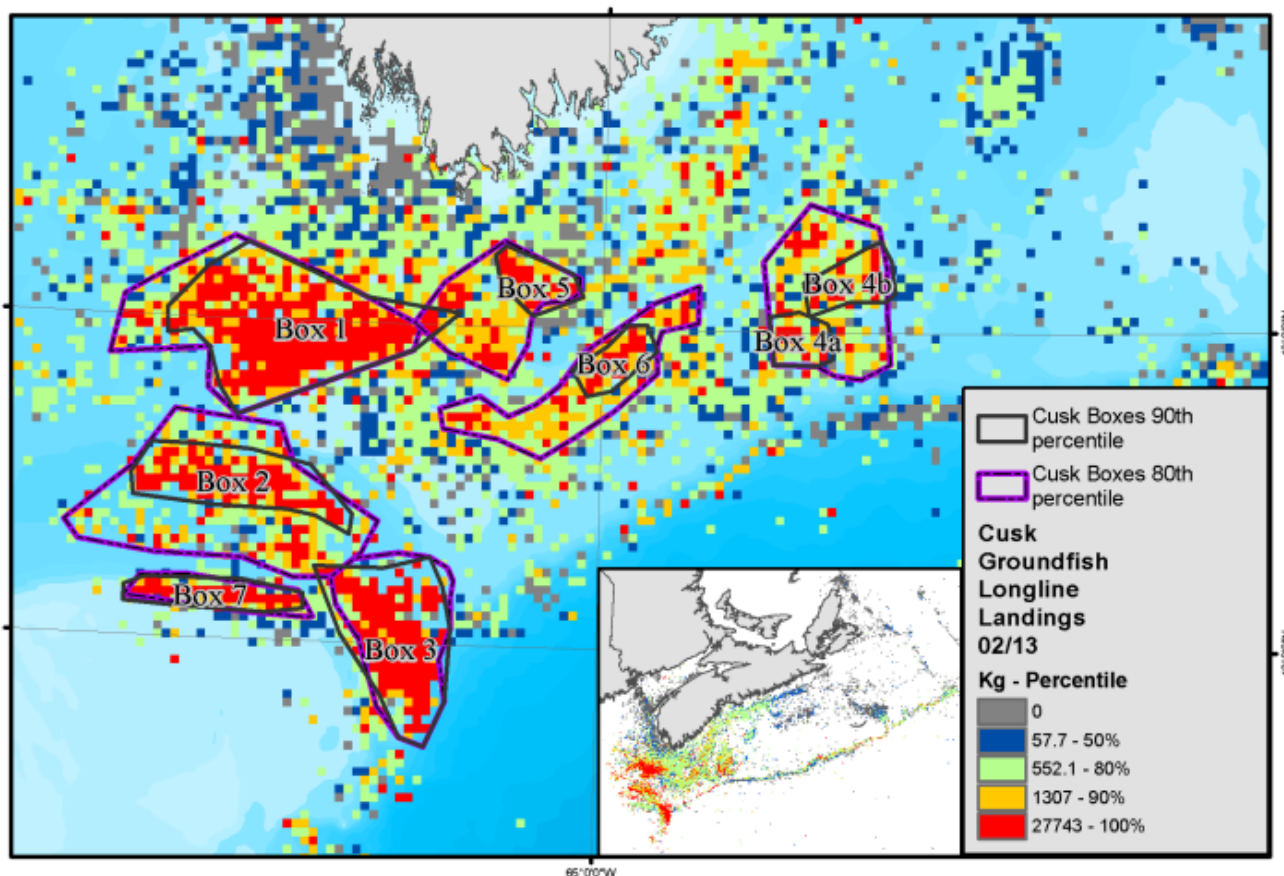 Box 1
Box 5
Box 4b
Box 4a
Box 6
Box 2
Box 7
Box 3
Cusk Boxes 90th
percentile
Cusk Boxes 80th
percentile
Cusk
Groundfish
Longline
Landings
02/13
Kg - Percentile
0
57.7 - 50%
552.1 - 80%
1307 - 90%
27743 - 100%
65°0'0"W